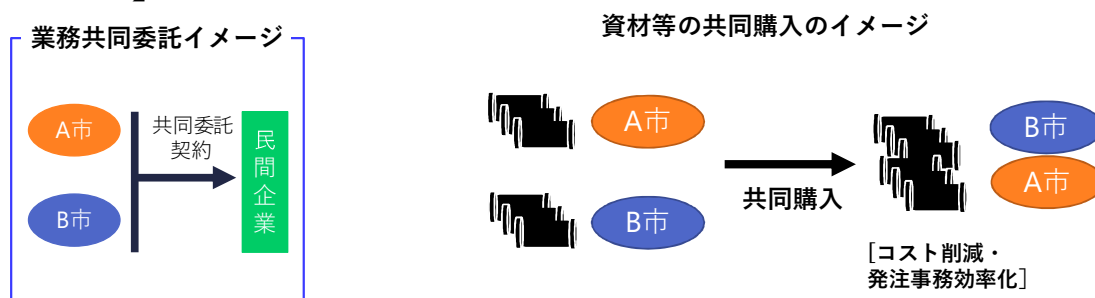 業務共同委託イメージ
A市
共同委託
契約
民間企業
B市
資材等の共同購入のイメージ
A市
B市
共同購入
B市
A市
[コスト削減・
発注事務効率化]